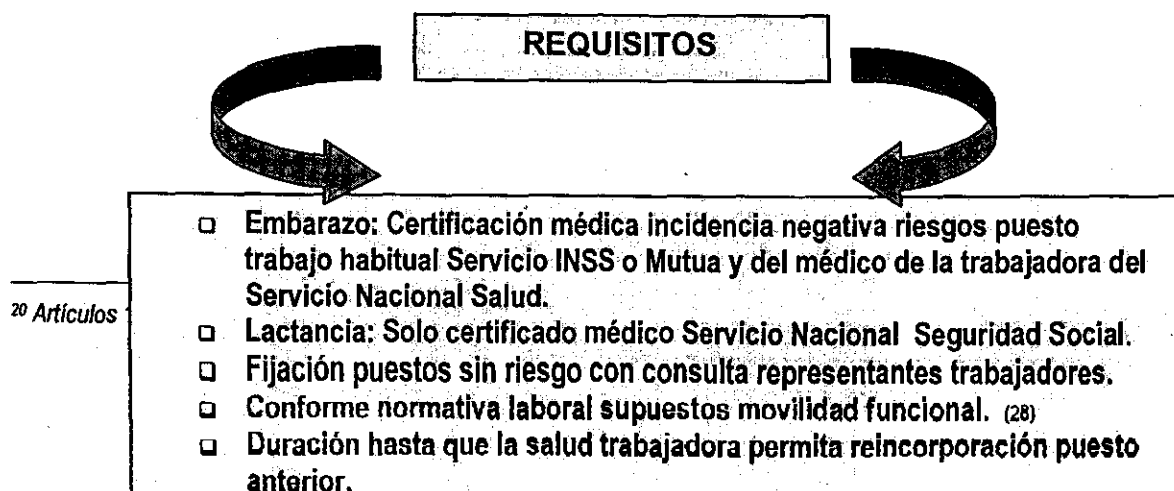 REQUISITOS
❑ Embarazo: Certificación médica incidencia negativa riesgos puesto
trabajo habitual Servicio INSS o Mutua y del médico de la trabajadora del
Servicio Nacional Salud.
20 Artículos
❑ Lactancia: Solo certificado médico Servicio Nacional Seguridad Social.
❑ Fijación puestos sin riesgo con consulta representantes trabajadores.
❑ Conforme normativa laboral supuestos movilidad funcional. (28)
❑ Duración hasta que la salud trabajadora permita reincorporación puesto
anterior.